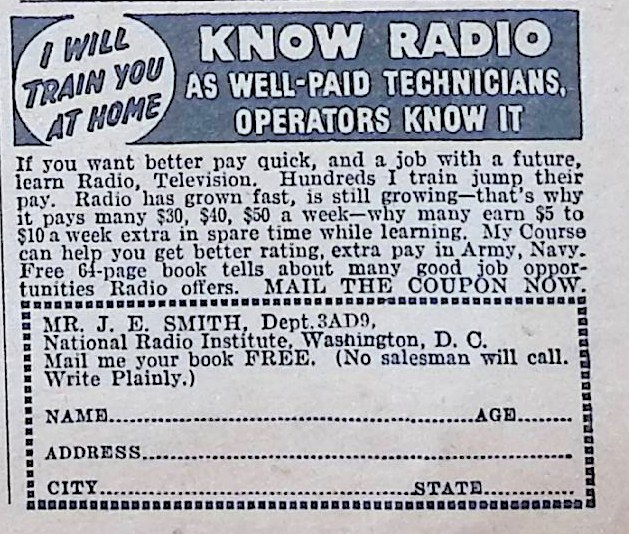 I WILL
TRAIN YOU
AT HOME
KNOW RADIO
AS WELL-PAID TECHNICIANS,
OPERATORS KNOW IT
If you want better pay quick, and a job with a future,
learn Radio, Television. Hundreds I train jump their
pay. Radio has grown fast, is still growing—that's why
it pays many $30, $40, $50 a week—why many earn $5 to
$10 a week extra in spare time while learning. My Course
can help you get better rating, extra pay in Army, Navy.
Free 64-page book tells about many good job oppor-
tunities Radio offers. MAIL THE COUPON NOW.
MR. J. E. SMITH, Dept. 3AD9,
National Radio Institute, Washington, D. C.
Mail me your book FREE. (No salesman will call.
Write Plainly.)
NAME AGE
ADDRESS
CITY STATE